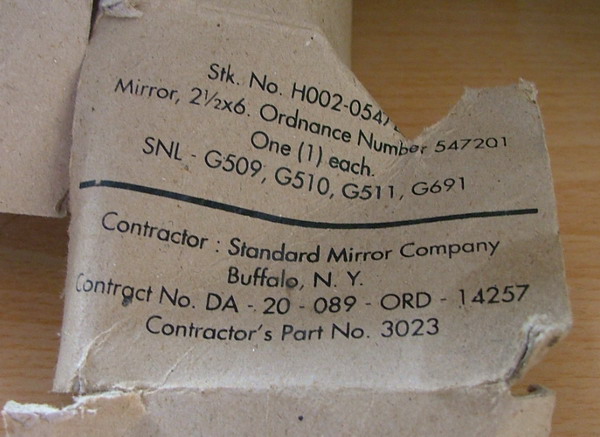 Stk. No. H002-0547
Mirror, 2½x6. Ordnance Number 547201
One (1) each.
SNL - G509, G510, G511, G691
Contractor : Standard Mirror Company
Buffalo, N. Y.
Contract No. DA - 20 - 089 - ORD - 14257
Contractor's Part No. 3023